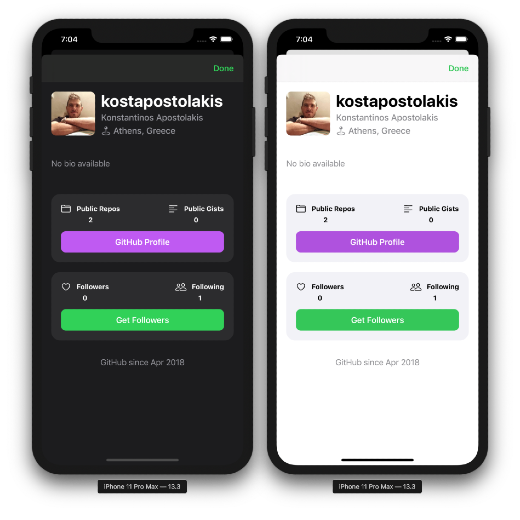 7:04
Done
kostapostolakis
Konstantinos Apostolakis
Athens, Greece
No bio available
Public Repos
2
Public Gists
0
GitHub Profile
Followers
0
Following
1
Get Followers
GitHub since Apr 2018
iPhone 11 Pro Max — 13.3
7:04
Done
kostapostolakis
Konstantinos Apostolakis
Athens, Greece
No bio available
Public Repos
2
Public Gists
0
GitHub Profile
Followers
0
Following
1
Get Followers
GitHub since Apr 2018
iPhone 11 Pro Max — 13.3